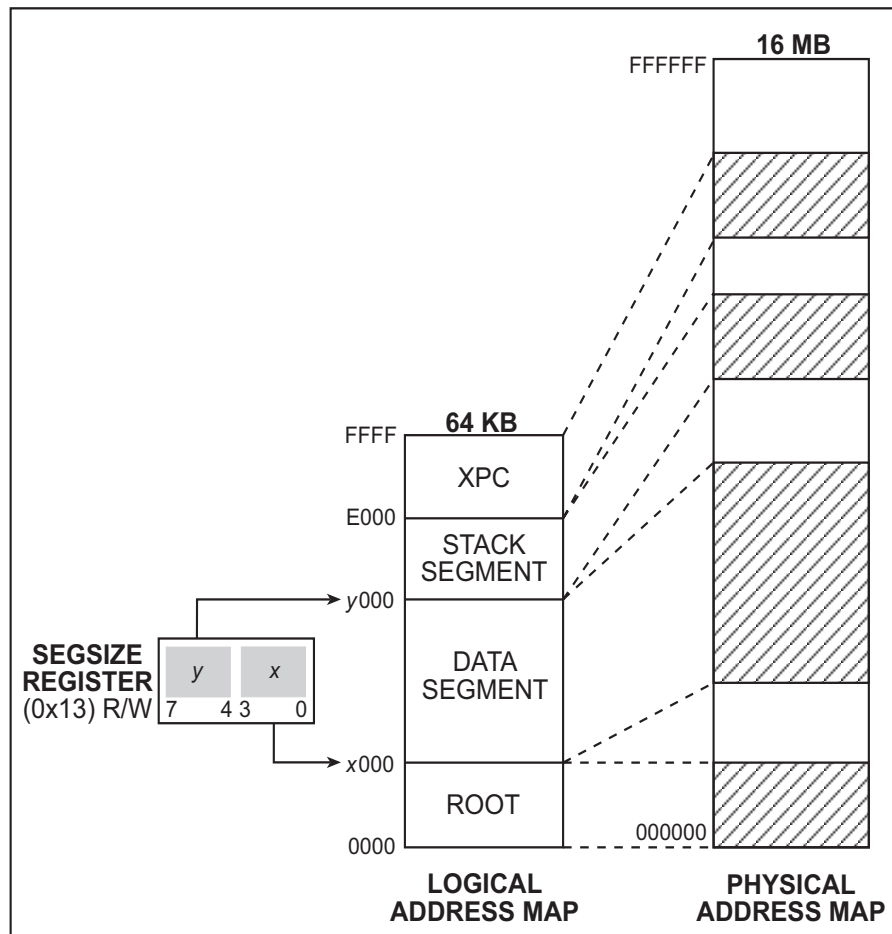 16 MB
FFFFFF
64 KB
FFFF
XPC
E000
STACK
SEGMENT
y000
SEGSIZE
REGISTER
(0x13) R/W
y x
7 4 3 0
DATA
SEGMENT
x000
ROOT
0000
000000
LOGICAL
ADDRESS MAP
PHYSICAL
ADDRESS MAP